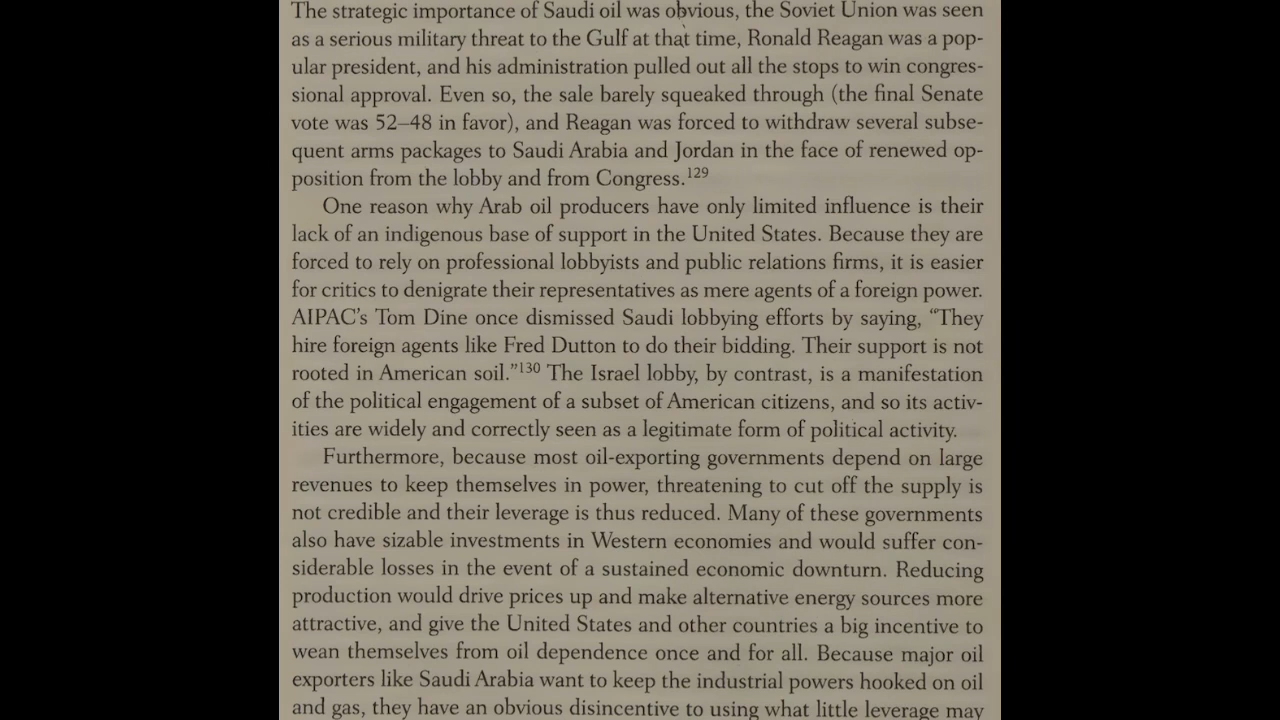 The strategic importance of Saudi oil was obvious, the Soviet Union was seen
as a serious military threat to the Gulf at that time, Ronald Reagan was a pop-
ular president, and his administration pulled out all the stops to win congres-
sional approval. Even so, the sale barely squeaked through (the final Senate
vote was 52–48 in favor), and Reagan was forced to withdraw several subse-
quent arms packages to Saudi Arabia and Jordan in the face of renewed op-
position from the lobby and from Congress.129
One reason why Arab oil producers have only limited influence is their
lack of an indigenous base of support in the United States. Because they are
forced to rely on professional lobbyists and public relations firms, it is easier
for critics to denigrate their representatives as mere agents of a foreign power.
AIPAC's Tom Dine once dismissed Saudi lobbying efforts by saying, “They
hire foreign agents like Fred Dutton to do their bidding. Their support is not
rooted in American soil.”130 The Israel lobby, by contrast, is a manifestation
of the political engagement of a subset of American citizens, and so its activ-
ities are widely and correctly seen as a legitimate form of political activity.
Furthermore, because most oil-exporting governments depend on large
revenues to keep themselves in power, threatening to cut off the supply is
not credible and their leverage is thus reduced. Many of these governments
also have sizable investments in Western economies and would suffer con-
siderable losses in the event of a sustained economic downturn. Reducing
production would drive prices up and make alternative energy sources more
attractive, and give the United States and other countries a big incentive to
wean themselves from oil dependence once and for all. Because major oil
exporters like Saudi Arabia want to keep the industrial powers hooked on oil
and gas, they have an obvious disincentive to using what little leverage may